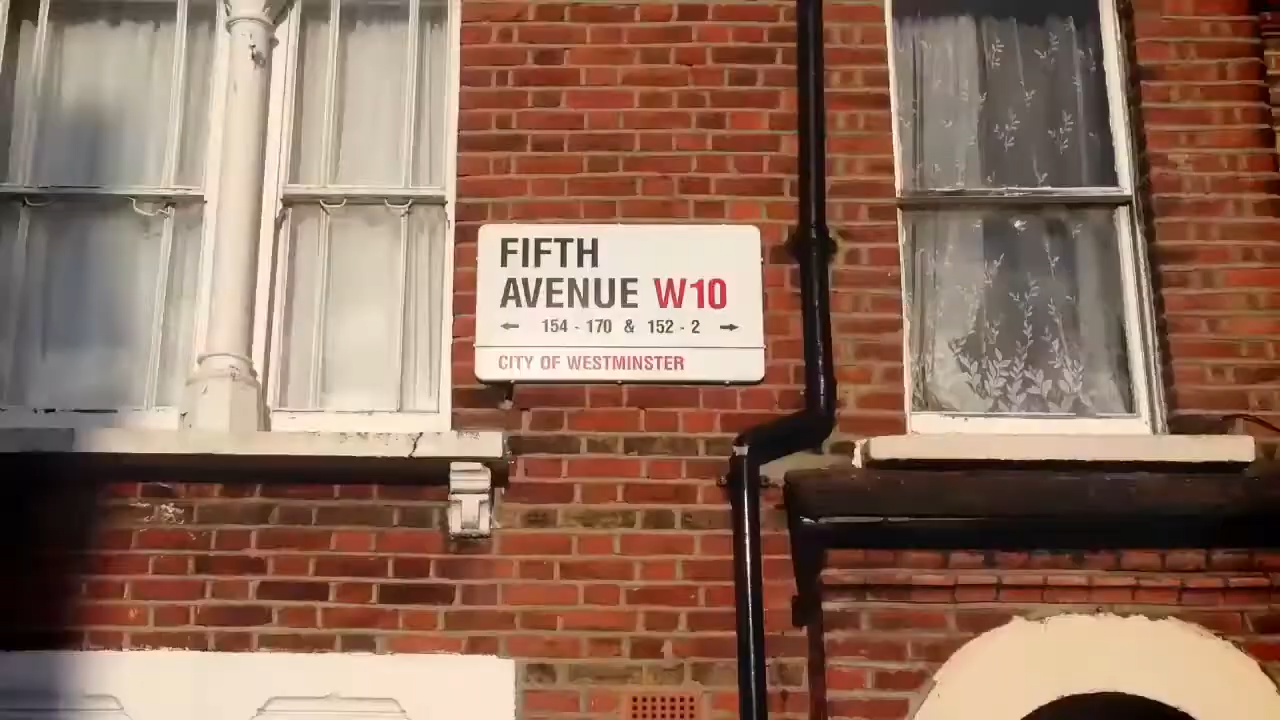 FIFTH
AVENUE W10
← 154 - 170 & 152 - 2 →
CITY OF WESTMINSTER